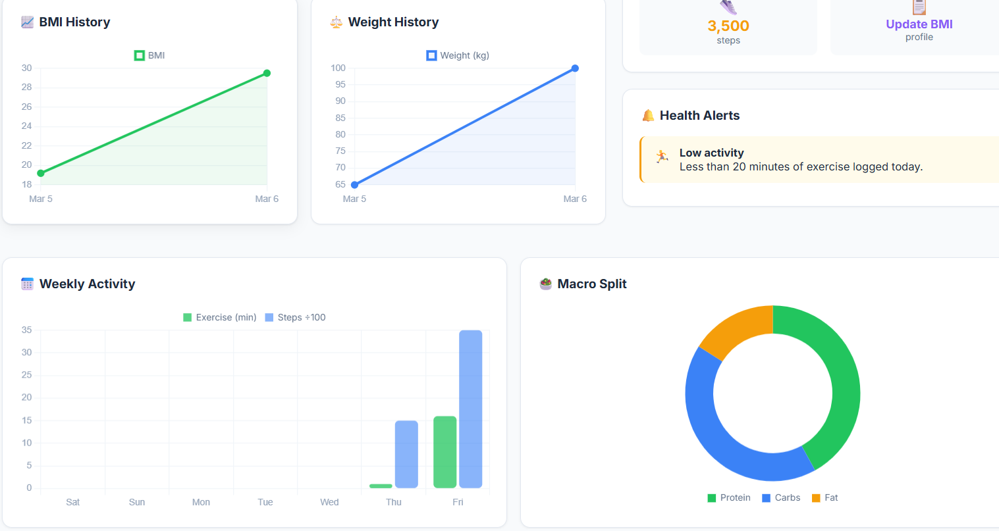 BMI History
BMI
30
28
26
24
22
20
18
Mar 5
Mar 6
Weight History
Weight (kg)
100
95
90
85
80
75
70
65
Mar 5
Mar 6
3,500
steps
Update BMI
profile
Health Alerts
Low activity
Less than 20 minutes of exercise logged today.
Weekly Activity
Exercise (min)
Steps ÷100
35
30
25
20
15
10
5
0
Sat
Sun
Mon
Tue
Wed
Thu
Fri
Macro Split
Protein
Carbs
Fat